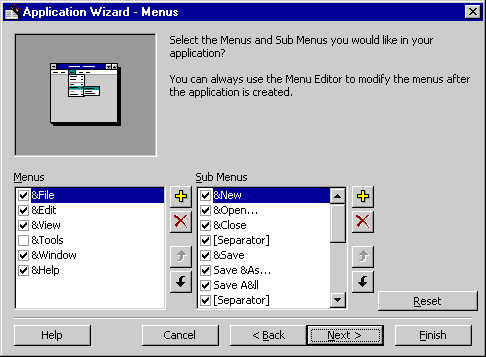 Application Wizard - Menus
Select the Menus and Sub Menus you would like in your
application?
You can always use the Menu Editor to modify the menus after
the application is created.
Menus
&File
&Edit
&View
&Tools
&Window
&Help
Sub Menus
&New
&Open...
&Close
[Separator]
&Save
Save &As...
Save A&ll
[Separator]
Reset
Help
Cancel
< Back
Next >
Finish